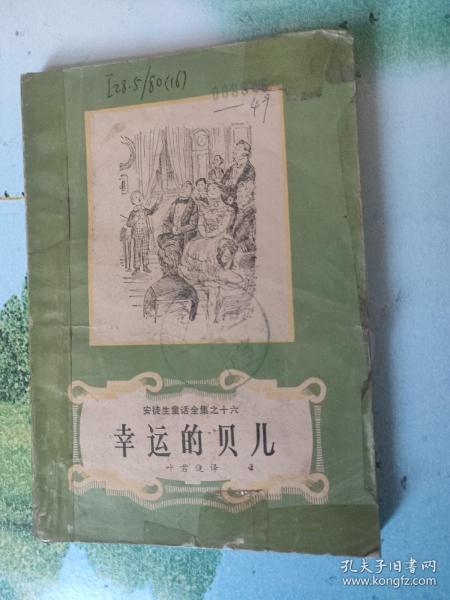 I28.5/80(16)
49
安徒生童话全集之十六
幸运的贝儿
叶君健译
孔夫子旧书网
www.kongfz.com